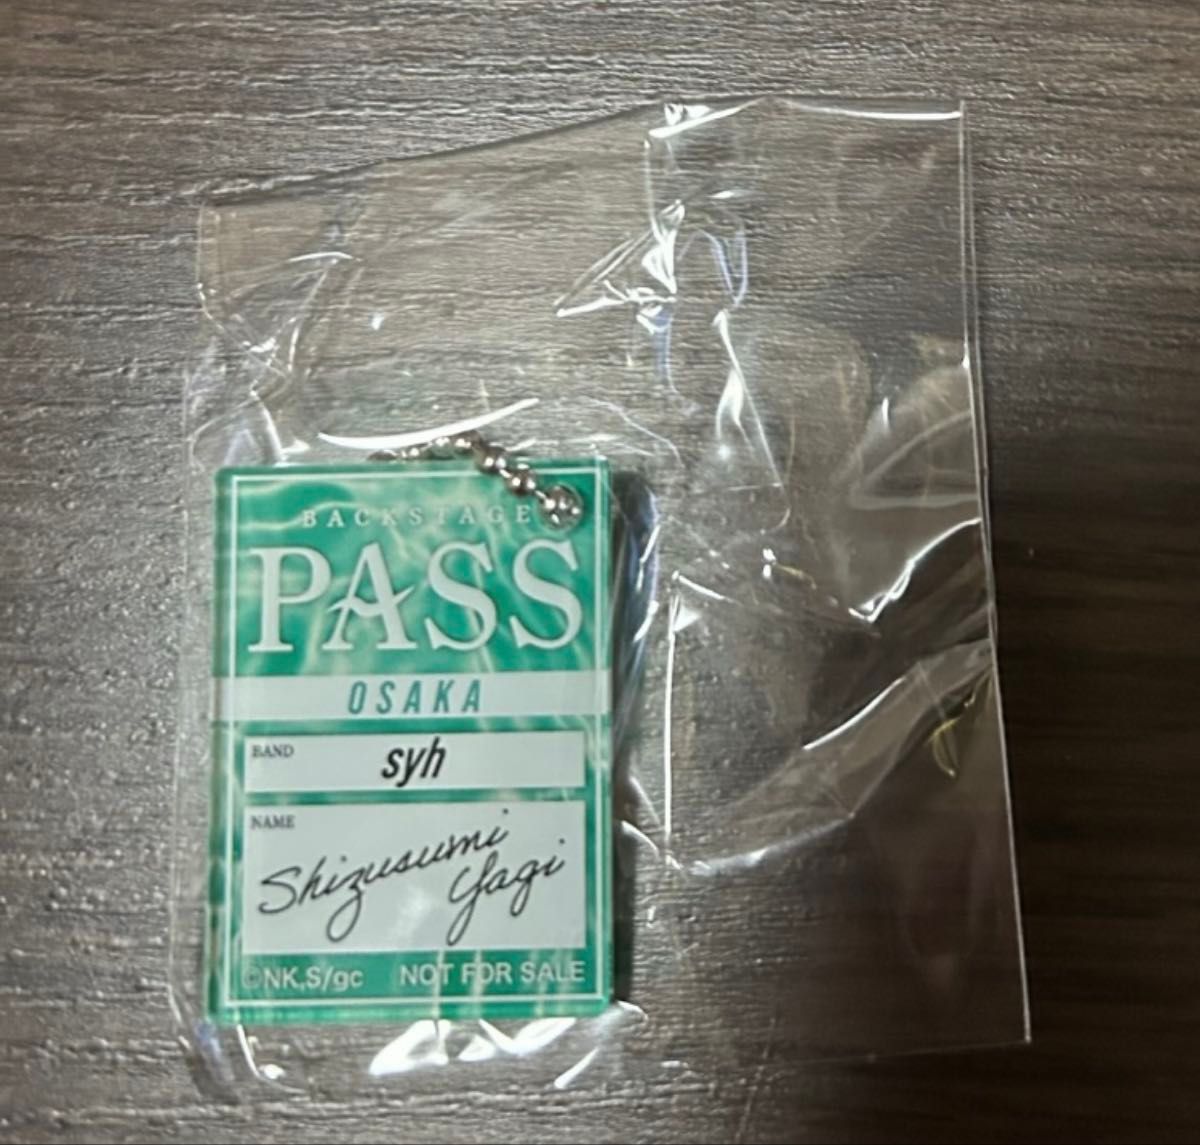 BACKSTAGE
PASS
OSAKA
BAND
syh
NAME
Shizusumi
Yagi
©NK,S/gc NOT FOR SALE